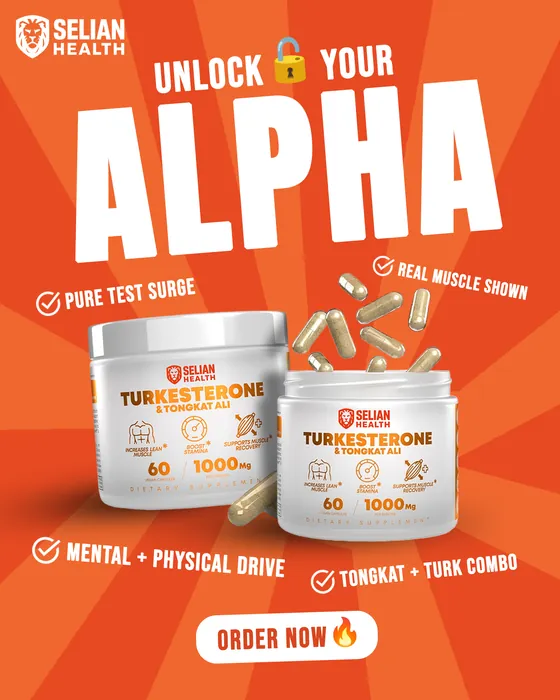 SELIAN
HEALTH
UNLOCK YOUR
ALPHA
PURE TEST SURGE
REAL MUSCLE SHOWN
SELIAN
HEALTH
TURKESTERONE
& TONGKAT ALI
INCREASES LEAN
MUSCLE
BOOST
STAMINA
SUPPORTS MUSCLE
RECOVERY
60
1000Mg
DIETARY SUPPLEMENT
SELIAN
HEALTH
TURKESTERONE
& TONGKAT ALI
INCREASES LEAN
MUSCLE
BOOST
STAMINA
SUPPORTS MUSCLE
RECOVERY
60
1000Mg
DIETARY SUPPLEMENT
MENTAL + PHYSICAL DRIVE
TONGKAT + TURK COMBO
ORDER NOW